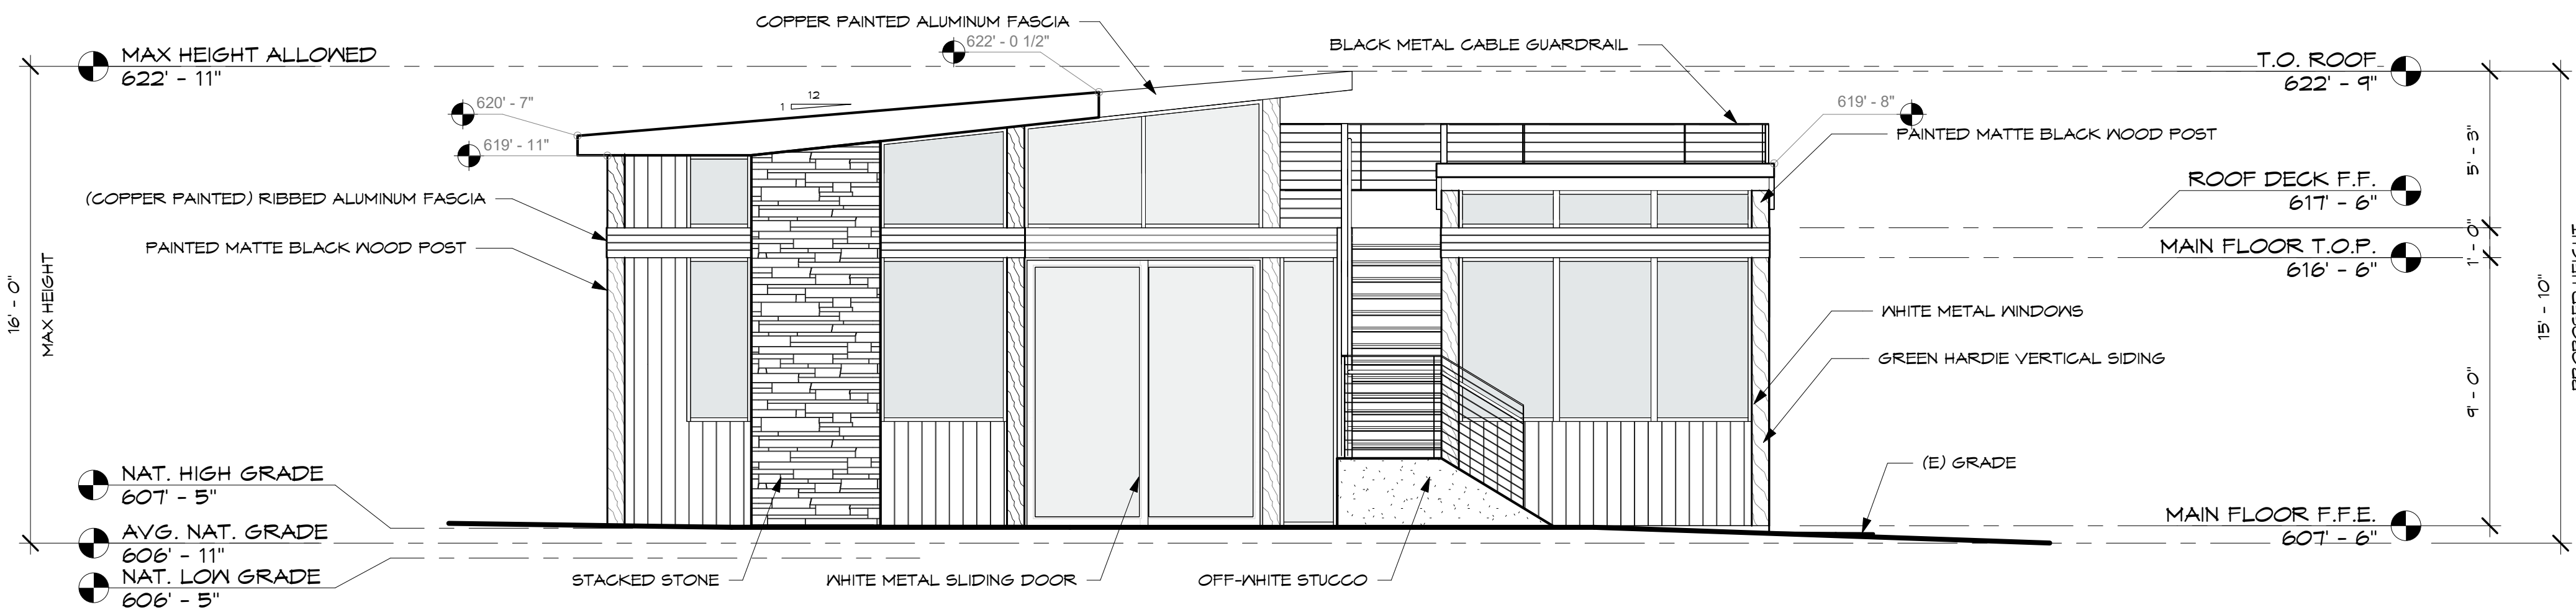 COPPER PAINTED ALUMINUM FASCIA
622' - 0 1/2"
BLACK METAL CABLE GUARDRAIL
MAX HEIGHT ALLOWED
622' - 11"
T.O. ROOF
622' - 9"
12
1
620' - 7"
619' - 8"
PAINTED MATTE BLACK WOOD POST
619' - 11"
5' - 3"
ROOF DECK F.F.
617' - 6"
(COPPER PAINTED) RIBBED ALUMINUM FASCIA
PAINTED MATTE BLACK WOOD POST
1' - 0"
MAIN FLOOR T.O.P.
616' - 6"
16' - 0"
MAX HEIGHT
WHITE METAL WINDOWS
15' - 10"
GREEN HARDIE VERTICAL SIDING
9' - 0"
(E) GRADE
NAT. HIGH GRADE
607' - 5"
MAIN FLOOR F.F.E.
607' - 6"
AVG. NAT. GRADE
606' - 11"
NAT. LOW GRADE
606' - 5"
STACKED STONE
WHITE METAL SLIDING DOOR
OFF-WHITE STUCCO